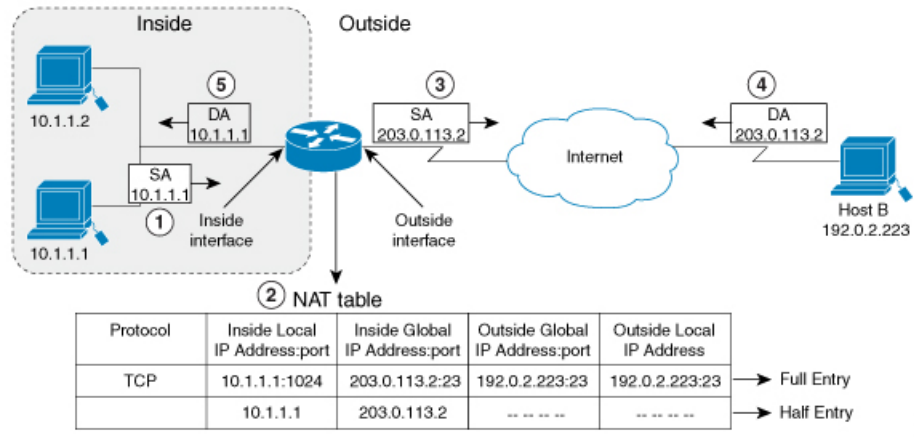 Inside
Outside
5
3
4
DA
10.1.1.1
SA
203.0.113.2
DA
203.0.113.2
10.1.1.2
Internet
SA
10.1.1.1
1
Inside
interface
Outside
interface
Host B
192.0.2.223
10.1.1.1
2 NAT table
Protocol
Inside Local
IP Address:port
Inside Global
IP Address:port
Outside Global
IP Address:port
Outside Local
IP Address
TCP
10.1.1.1:1024
203.0.113.2:23
192.0.2.223:23
192.0.2.223:23
Full Entry
10.1.1.1
203.0.113.2
-- -- -- --
-- -- -- --
Half Entry